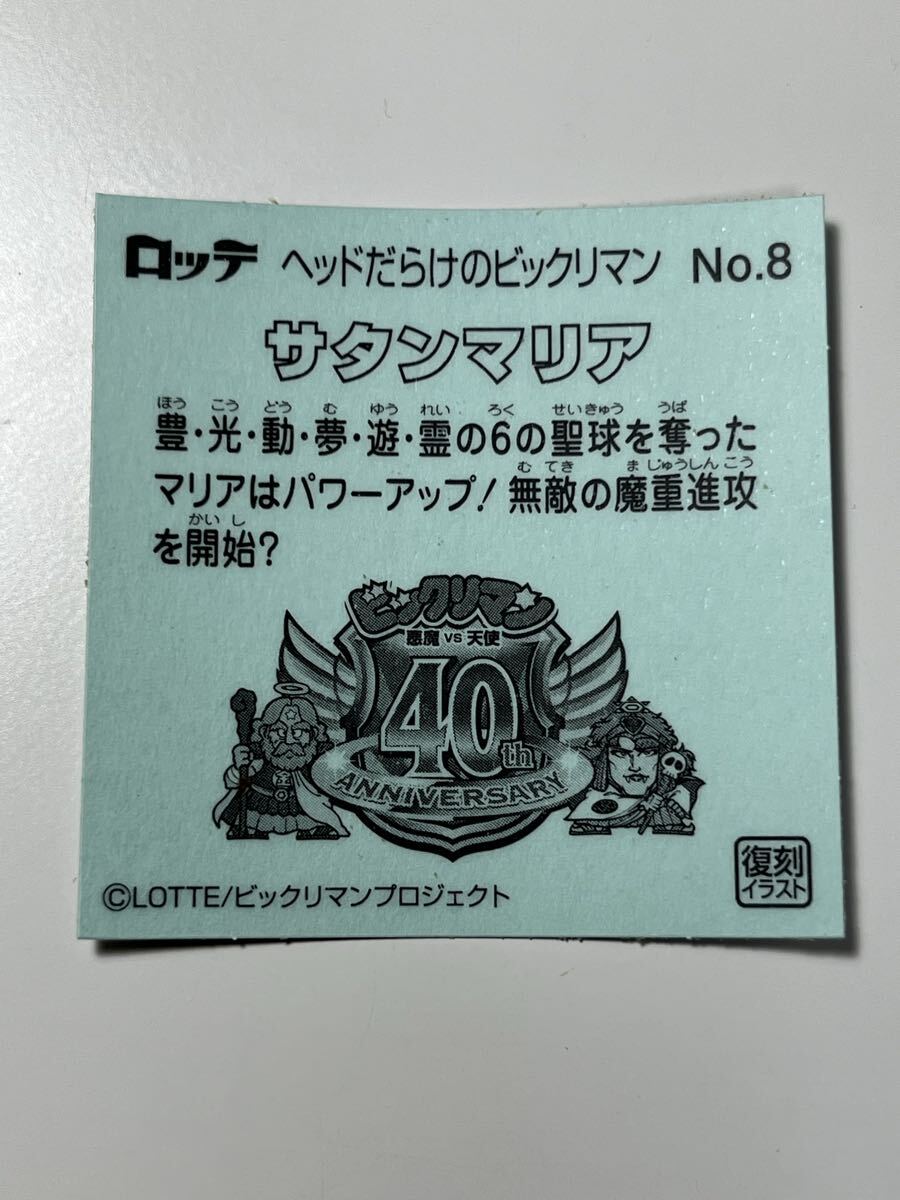 ロッテ ヘッドだらけのビックリマン No.8
サタンマリア
ほう こう どう む ゆう れい ろく せいきゅう うば
豊・光・動・夢・遊・霊の6の聖球を奪った
む てき ま じゅうしん こう
マリアはパワーアップ!無敵の魔重進攻
かい し
を開始?
ビックリマン
悪魔 VS 天使
40th
ANNIVERSARY
©LOTTE/ビックリマンプロジェクト
復刻
イラスト